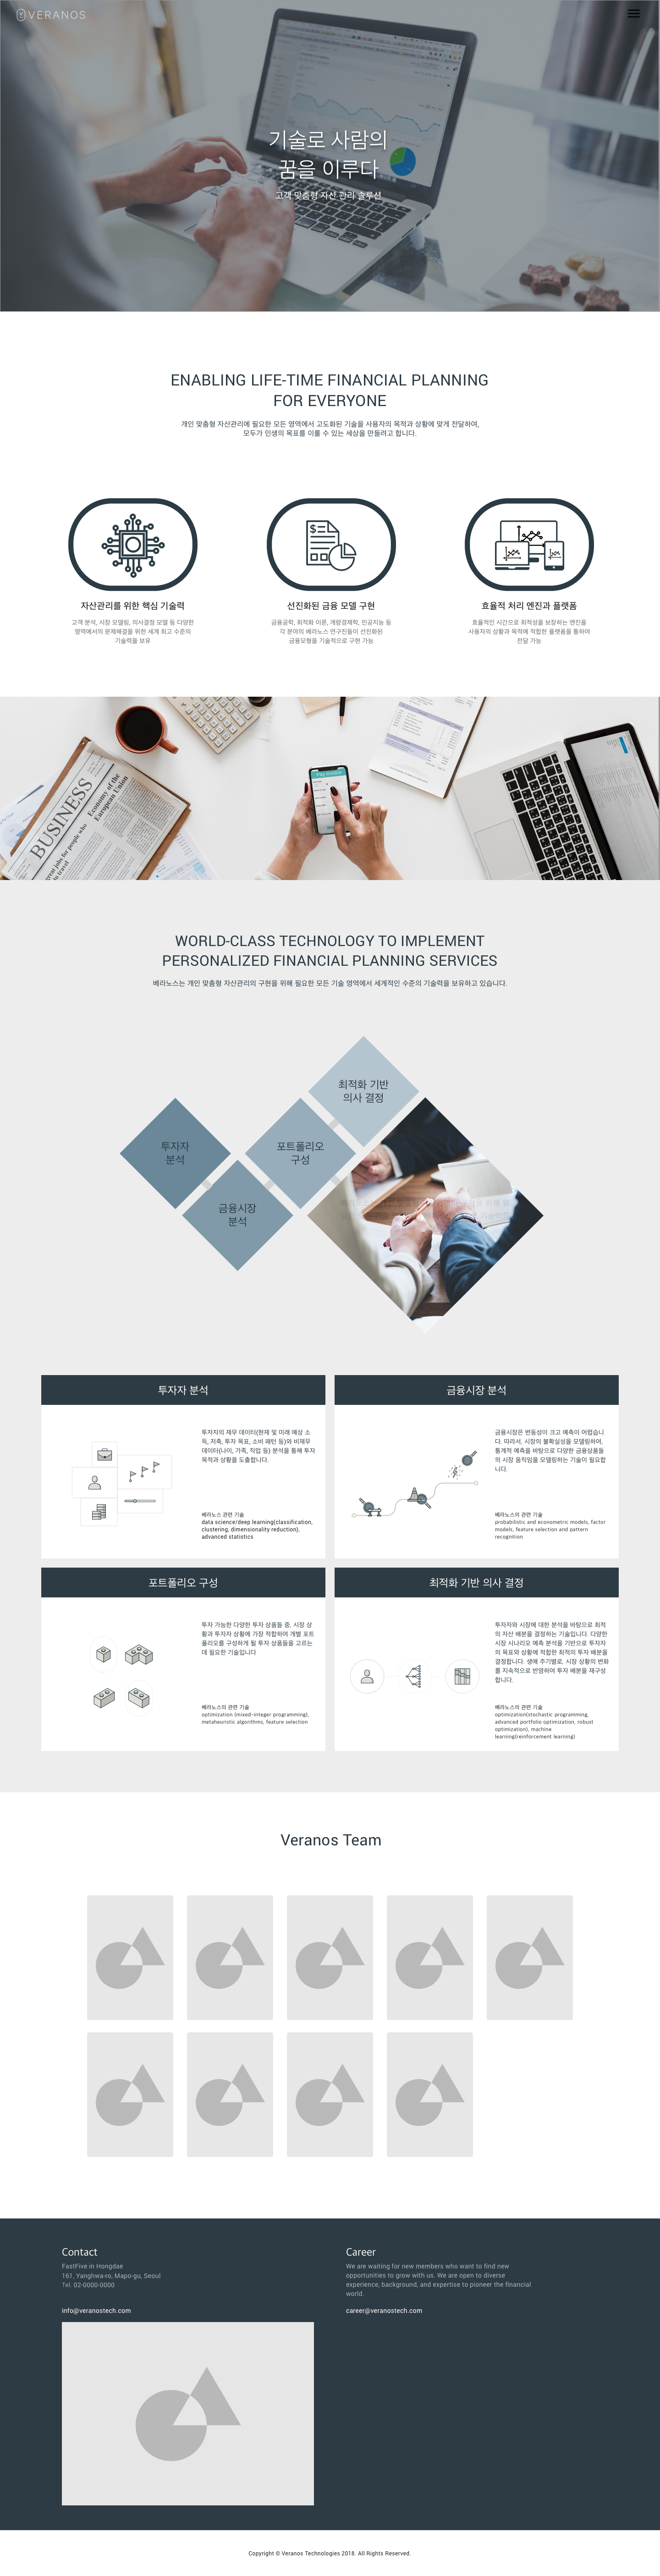 VERANOS
기술로 사람의
꿈을 이루다
고객 맞춤형 자산 관리 솔루션
ENABLING LIFE-TIME FINANCIAL PLANNING
FOR EVERYONE
개인 맞춤형 자산관리에 필요한 모든 영역에서 고도화된 기술을 사용자의 목적과 상황에 맞게 전달하여,
모두가 인생의 목표를 이룰 수 있는 세상을 만들려고 합니다.
자산관리를 위한 핵심 기술력
고객 분석, 시장 모델링, 의사결정 모델 등 다양한
영역에서의 문제해결을 위한 세계 최고 수준의
기술력을 보유
선진화된 금융 모델 구현
금융공학, 최적화 이론, 계량경제학, 인공지능 등
각 분야의 베라노스 연구진들이 선진화된
금융모형을 기술적으로 구현 가능
효율적 처리 엔진과 플랫폼
효율적인 시간으로 최적성을 보장하는 엔진을
사용자의 상황과 목적에 적합한 플랫폼을 통하여
전달 가능
BUSINESS
Economy of the
European Union
great jobs for people who
to travel
WORLD-CLASS TECHNOLOGY TO IMPLEMENT
PERSONALIZED FINANCIAL PLANNING SERVICES
베라노스는 개인 맞춤형 자산관리의 구현을 위해 필요한 모든 기술 영역에서 세계적인 수준의 기술력을 보유하고 있습니다.
최적화 기반
의사 결정
투자자
분석
포트폴리오
구성
금융시장
분석
투자자 분석
투자자의 재무 데이터(현재 및 미래 예상 소
득, 저축, 투자 목표, 소비 패턴 등)와 비재무
데이터(나이, 가족, 직업 등) 분석을 통해 투자
목적과 상황을 도출합니다.
베라노스 관련 기술
data science/deep learning(classification,
clustering, dimensionality reduction),
advanced statistics
금융시장 분석
금융시장은 변동성이 크고 예측이 어렵습니
다. 따라서, 시장의 불확실성을 모델링하여,
통계적 예측을 바탕으로 다양한 금융상품들
의 시장 움직임을 모델링하는 기술이 필요합
니다.
베라노스의 관련 기술
probabilistic and econometric models, factor
models, feature selection and pattern
recognition
포트폴리오 구성
투자 가능한 다양한 투자 상품들 중, 시장 상
황과 투자자 상황에 가장 적합하여 개별 포트
폴리오를 구성하게 될 투자 상품들을 고르는
데 필요한 기술입니다
베라노스의 관련 기술
optimization (mixed-integer programming),
metaheuristic algorithms, feature selection
최적화 기반 의사 결정
투자자와 시장에 대한 분석을 바탕으로 최적
의 자산 배분을 결정하는 기술입니다. 다양한
시장 시나리오 예측 분석을 기반으로 투자자
의 목표와 상황에 적합한 최적의 투자 배분을
결정합니다. 생애 주기별로, 시장 상황의 변화
를 지속적으로 반영하여 투자 배분을 재구성
합니다.
베라노스의 관련 기술
optimization(stochastic programming,
advanced portfolio optimization, robust
optimization), machine
learning(reinforcement learning)
Veranos Team
Contact
FastFive in Hongdae
161, Yanghwa-ro, Mapo-gu, Seoul
Tel. 02-0000-0000
info@veranostech.com
Career
We are waiting for new members who want to find new
opportunities to grow with us. We are open to diverse
experience, background, and expertise to pioneer the financial
world.
career@veranostech.com
Copyright © Veranos Technologies 2018. All Rights Reserved.